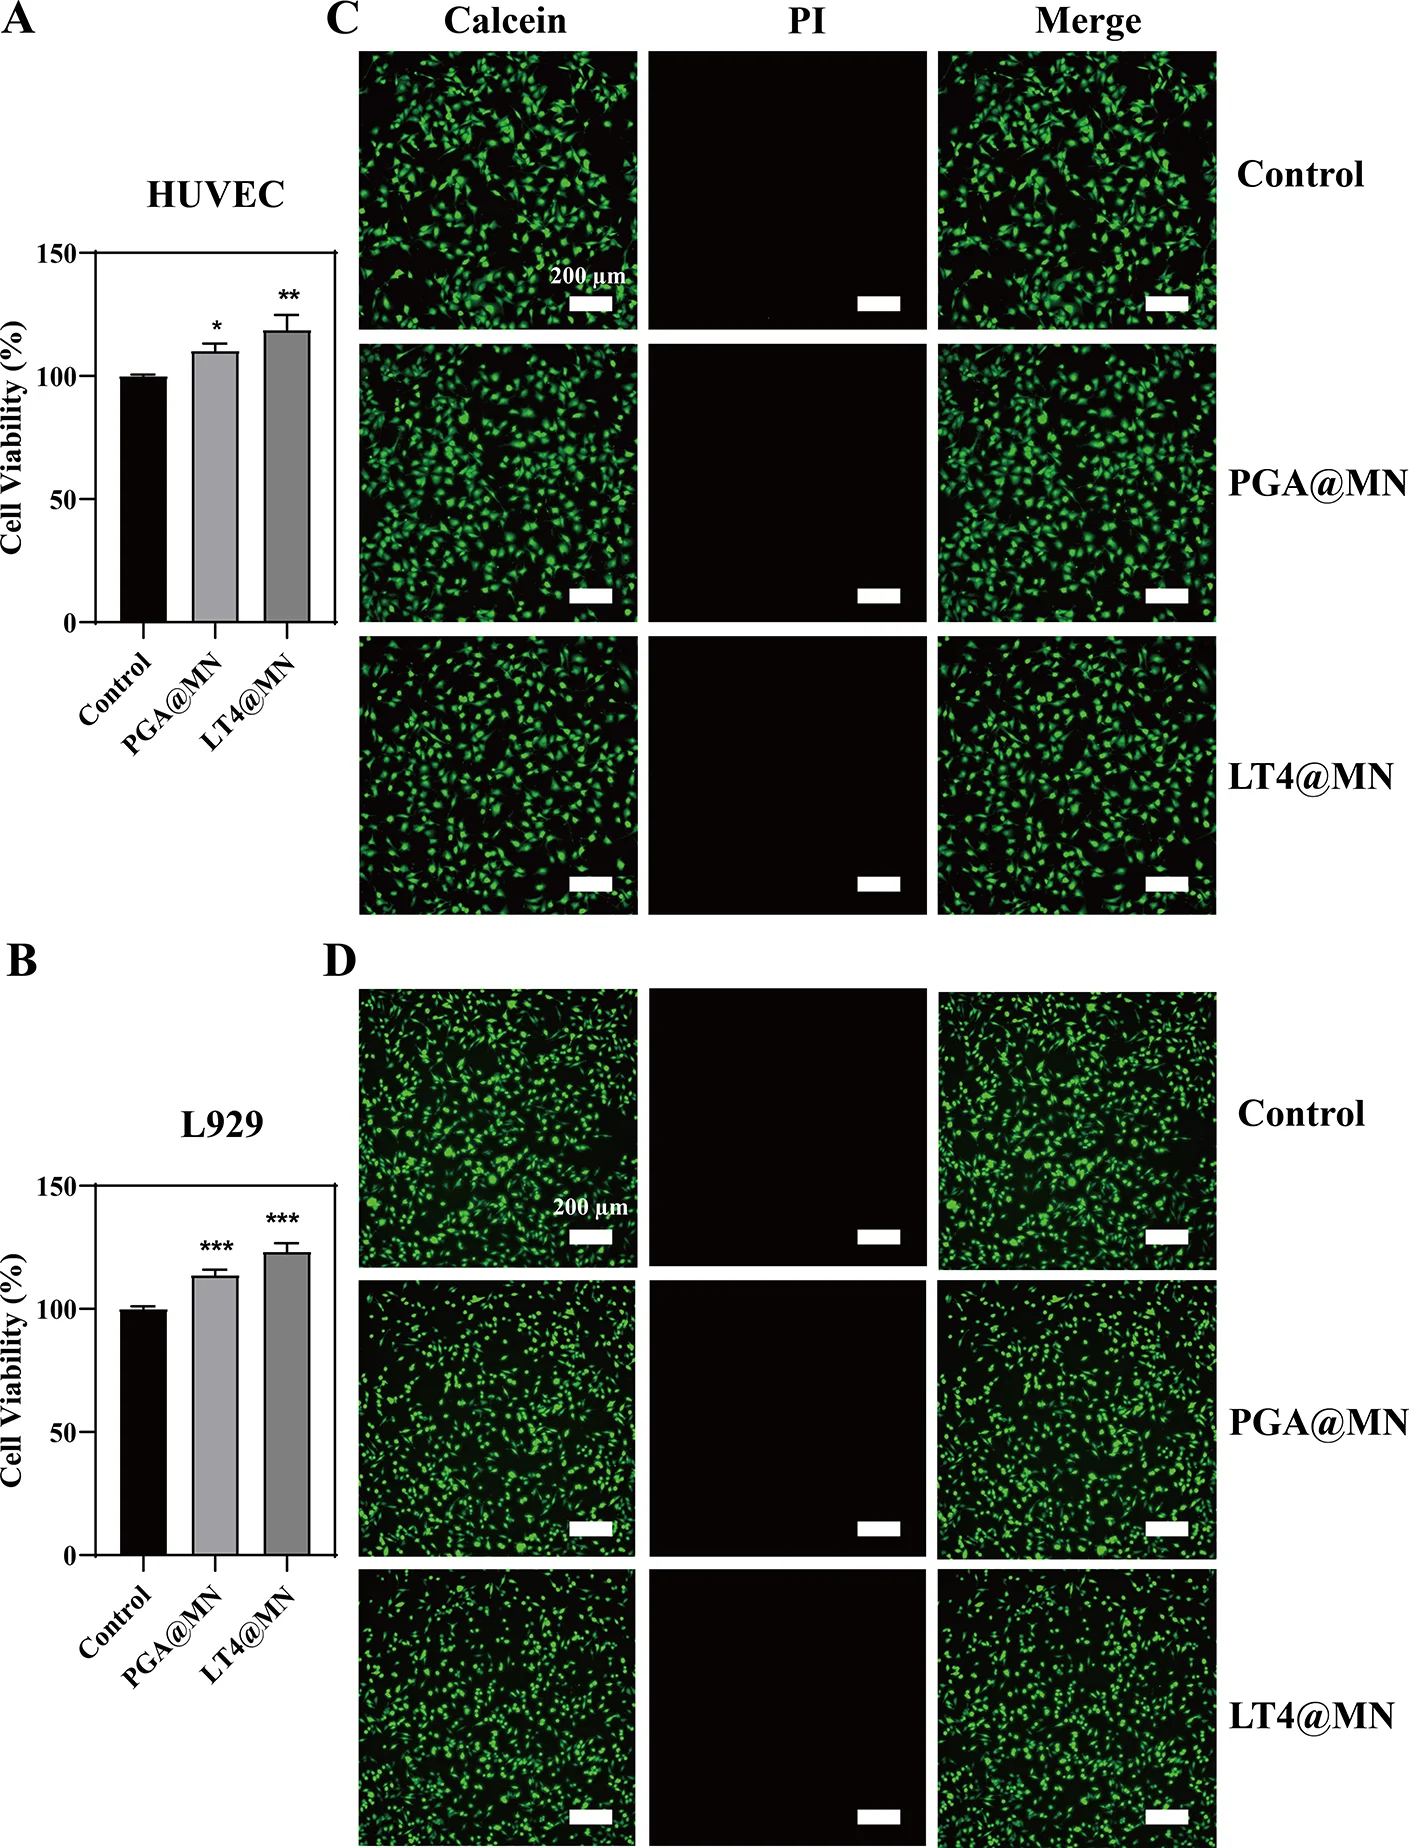 A
HUVEC
Cell Viability (%)
150
100
50
0
*
**
Control
PGA@MN
LT4@MN
C
Calcein
PI
Merge
200 µm
Control
PGA@MN
LT4@MN
B
L929
Cell Viability (%)
150
100
50
0
***
***
Control
PGA@MN
LT4@MN
D
200 µm
Control
PGA@MN
LT4@MN